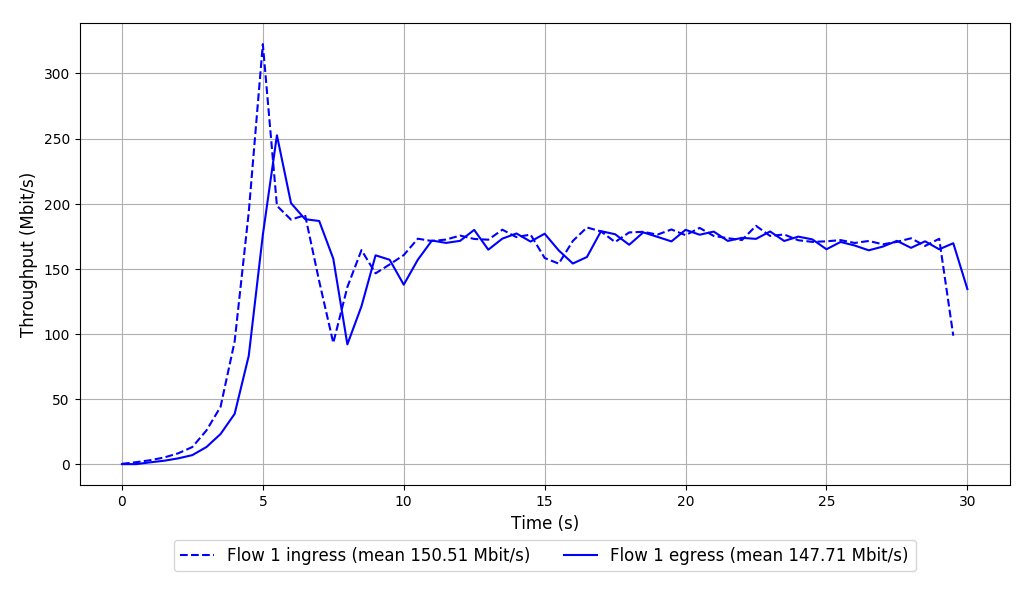 Throughput (Mbit/s)
300
250
200
150
100
50
0
0 5 10 15 20 25 30
Time (s)
Flow 1 ingress (mean 150.51 Mbit/s) Flow 1 egress (mean 147.71 Mbit/s)